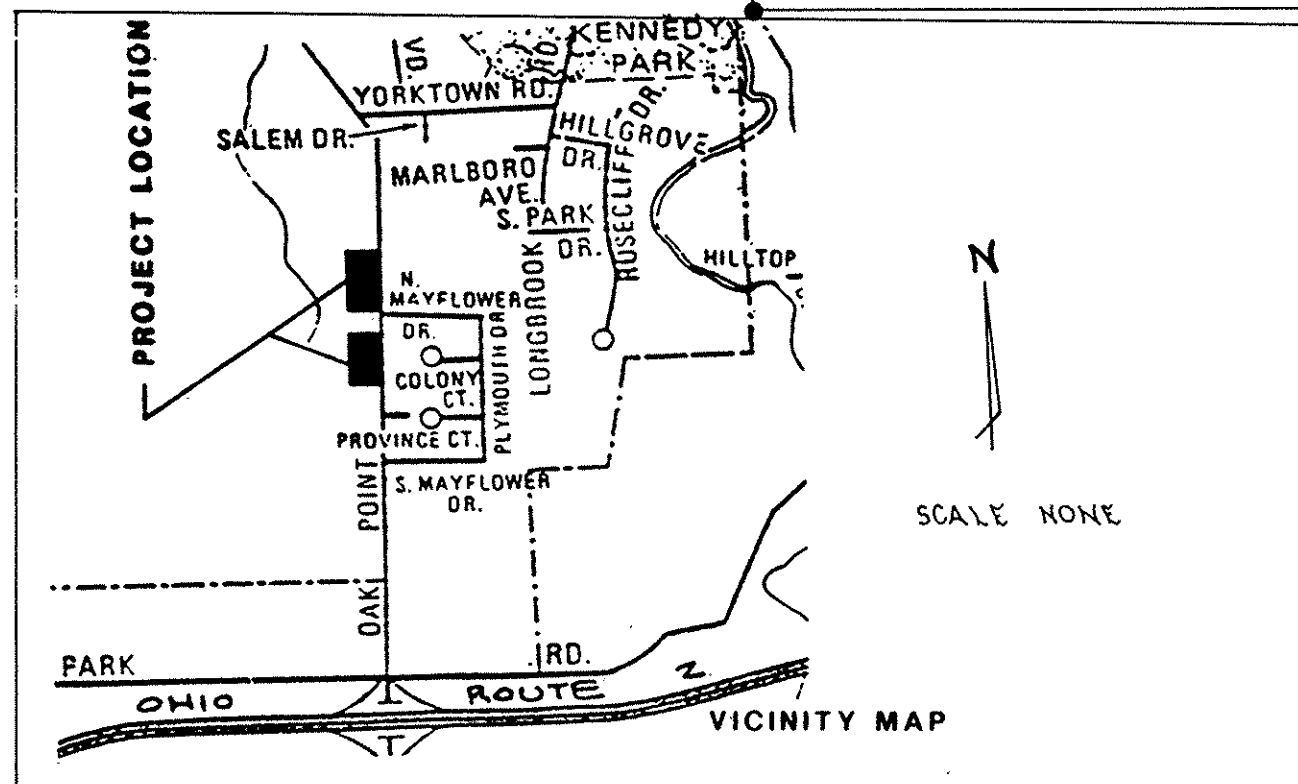 PROJECT LOCATION
KENNEDY
PARK
RD.
VD.
YORKTOWN RD.
SALEM DR.
HILLGROVE
DR.
MARLBORO
AVE.
ROSECLIFF DR.
S. PARK
DR.
LONGBROOK
HILLTOP
N.
MAYFLOWER
DR.
PLYMOUTH DR
COLONY
CT.
PROVINCE CT.
S. MAYFLOWER
DR.
OAK POINT
N
SCALE NONE
PARK RD.
OHIO ROUTE 2
VICINITY MAP